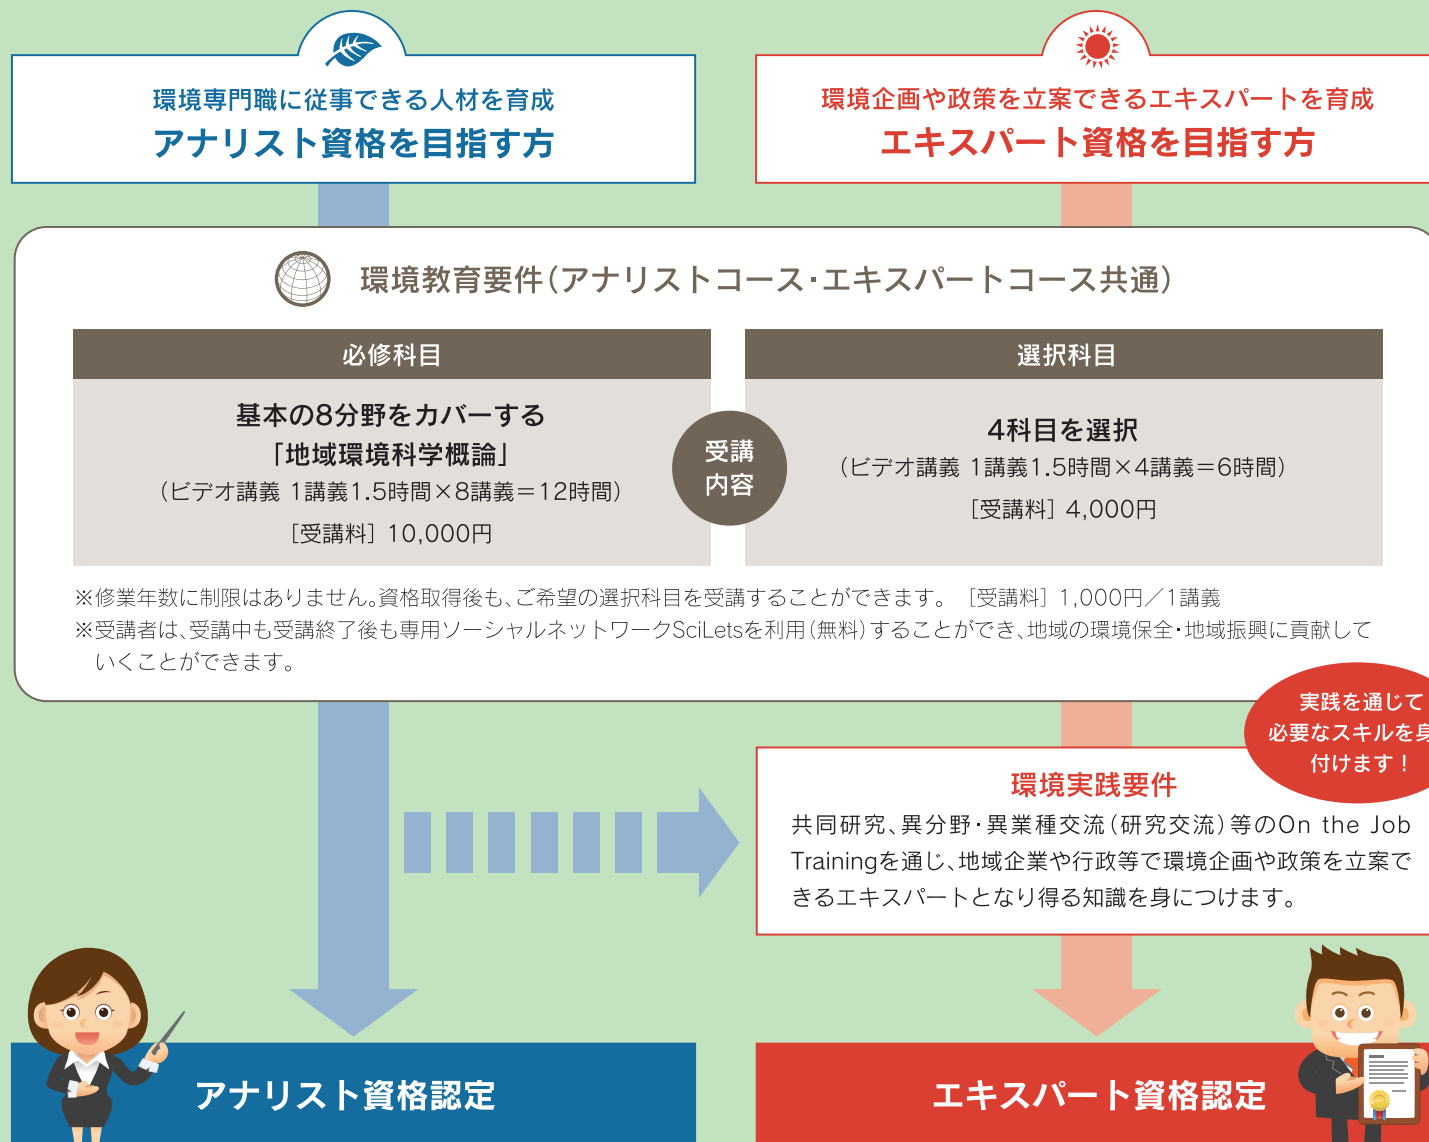 環境専門職に従事できる人材を育成
アナリスト資格を目指す方
環境企画や政策を立案できるエキスパートを育成
エキスパート資格を目指す方
環境教育要件（アナリストコース・エキスパートコース共通）
必修科目
基本の8分野をカバーする
「地域環境科学概論」
（ビデオ講義 1講義1.5時間×8講義＝12時間）
［受講料］10,000円
受講
内容
選択科目
4科目を選択
（ビデオ講義 1講義1.5時間×4講義＝6時間）
［受講料］4,000円
※修業年数に制限はありません。資格取得後も、ご希望の選択科目を受講することができます。［受講料］1,000円／1講義
※受講者は、受講中も受講終了後も専用ソーシャルネットワークSciLetsを利用（無料）することができ、地域の環境保全・地域振興に貢献して
いくことができます。
実践を通じて
必要なスキルを身
付けます！
環境実践要件
共同研究、異分野・異業種交流（研究交流）等のOn the Job
Trainingを通じ、地域企業や行政等で環境企画や政策を立案で
きるエキスパートとなり得る知識を身につけます。
アナリスト資格認定
エキスパート資格認定